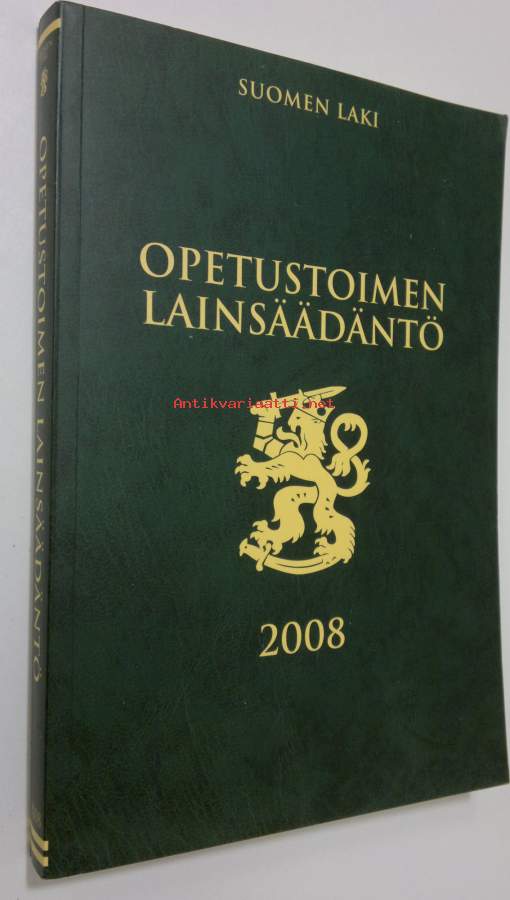 SUOMEN LAKI
OPETUSTOIMEN
LAINSÄÄDÄNTÖ
Antikvariaatti.net
2008
OPETUSTOIMEN LAINSÄÄDÄNTÖ